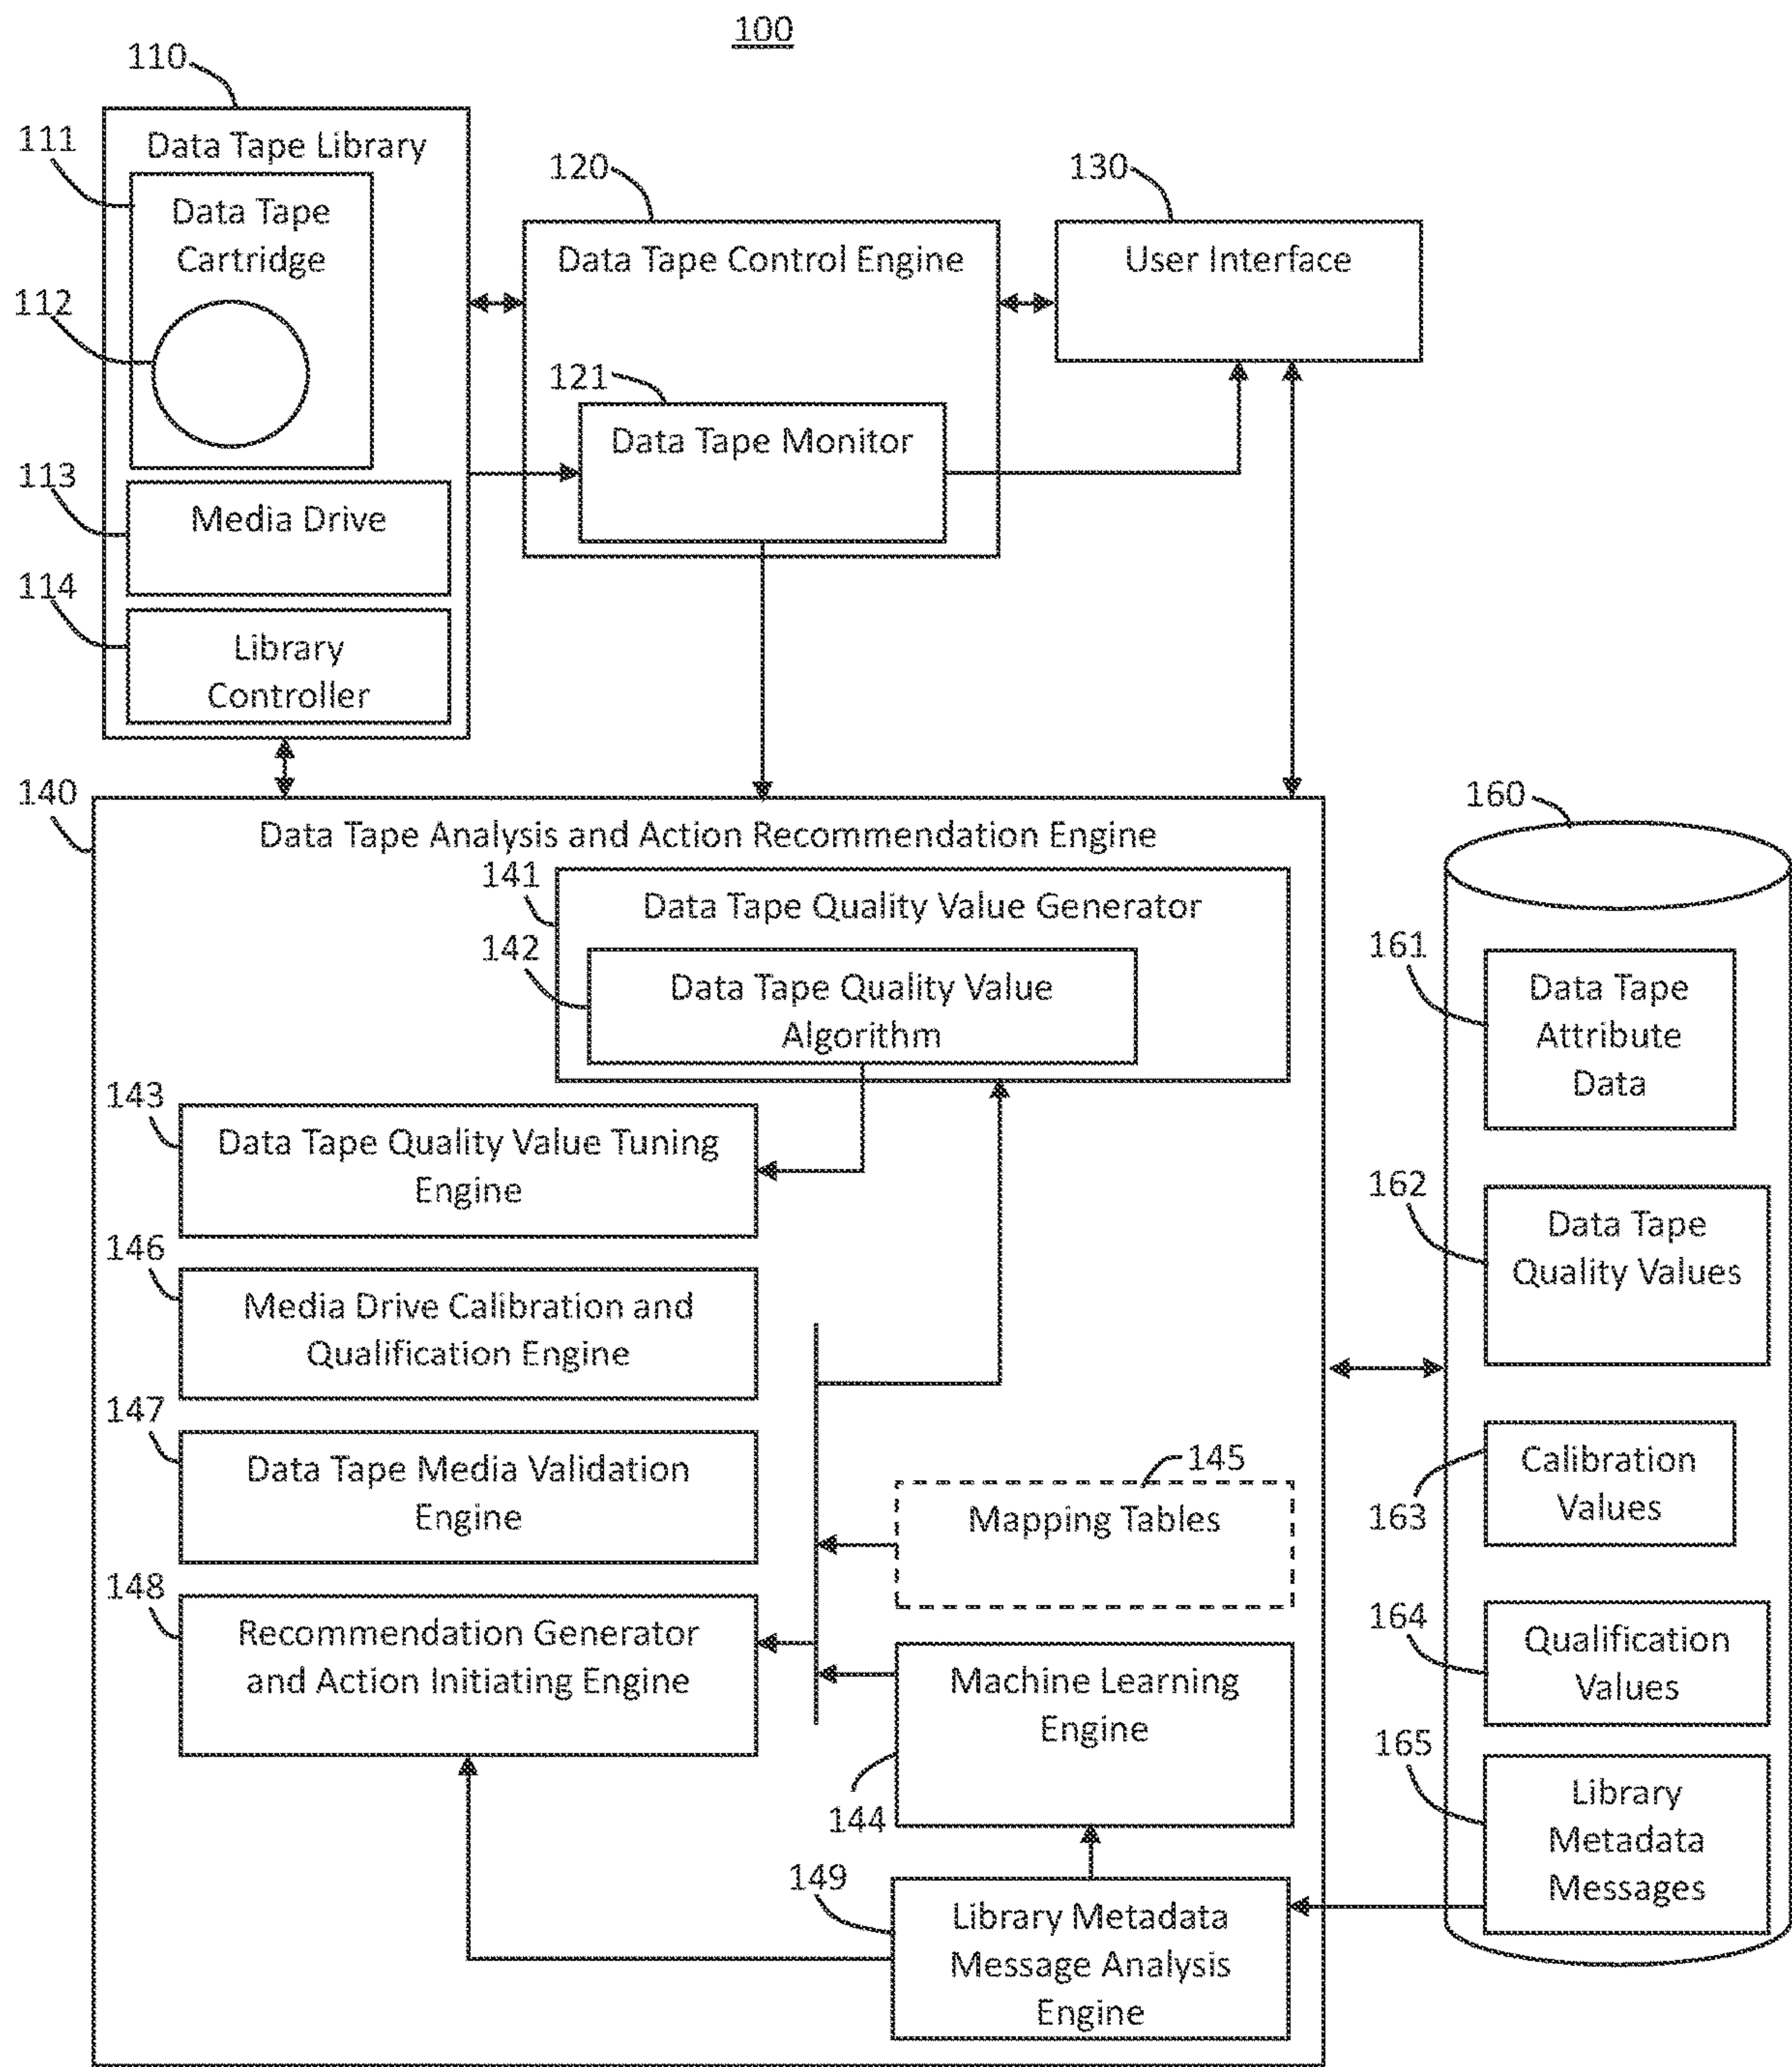 100
110
Data Tape Library
111
Data Tape
Cartridge
112
113
Media Drive
114
Library
Controller
120
Data Tape Control Engine
121
Data Tape Monitor
130
User Interface
140
Data Tape Analysis and Action Recommendation Engine
141
Data Tape Quality Value Generator
142
Data Tape Quality Value
Algorithm
143
Data Tape Quality Value Tuning
Engine
146
Media Drive Calibration and
Qualification Engine
147
Data Tape Media Validation
Engine
145
Mapping Tables
148
Recommendation Generator
and Action Initiating Engine
Machine Learning
Engine
144
149
Library Metadata
Message Analysis
Engine
160
161
Data Tape
Attribute
Data
162
Data Tape
Quality Values
Calibration
Values
163
164
Qualification
Values
165
Library
Metadata
Messages